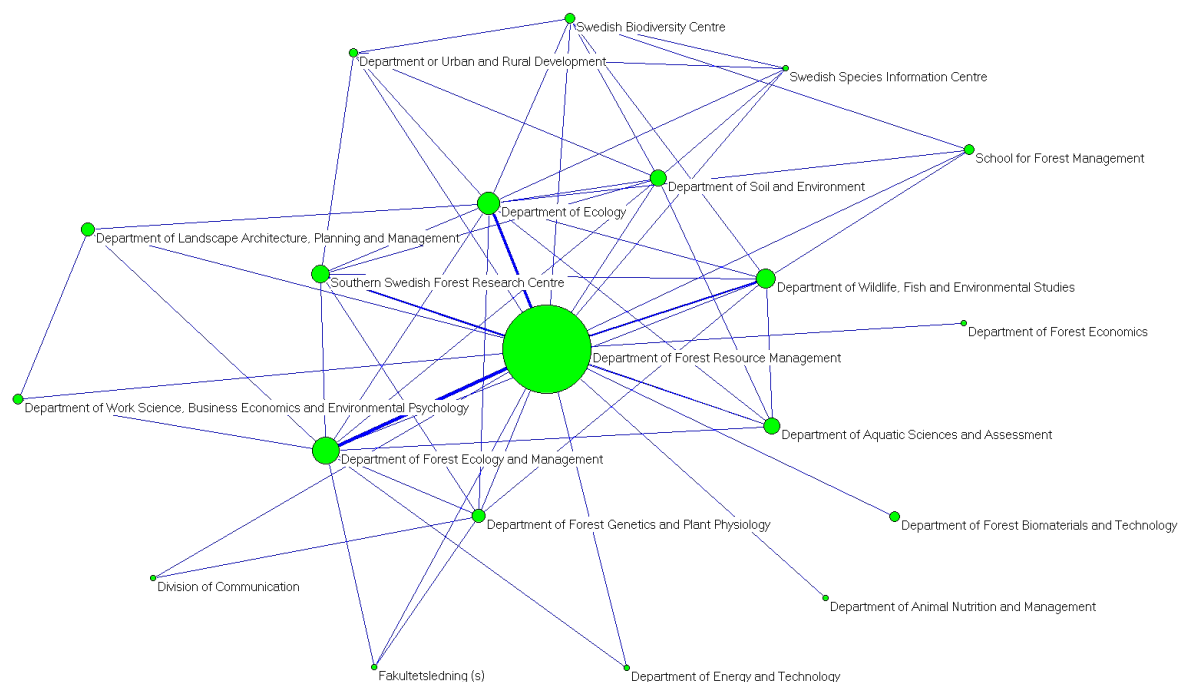 Swedish Biodiversity Centre
Department or Urban and Rural Development
Swedish Species Information Centre
School for Forest Management
Department of Soil and Environment
Department of Ecology
Department of Landscape Architecture, Planning and Management
Southern Swedish Forest Research Centre
Department of Wildlife, Fish and Environmental Studies
Department of Forest Economics
Department of Forest Resource Management
Department of Work Science, Business Economics and Environmental Psychology
Department of Aquatic Sciences and Assessment
Department of Forest Ecology and Management
Department of Forest Genetics and Plant Physiology
Department of Forest Biomaterials and Technology
Division of Communication
Department of Animal Nutrition and Management
Fakultetsledning (s)
Department of Energy and Technology